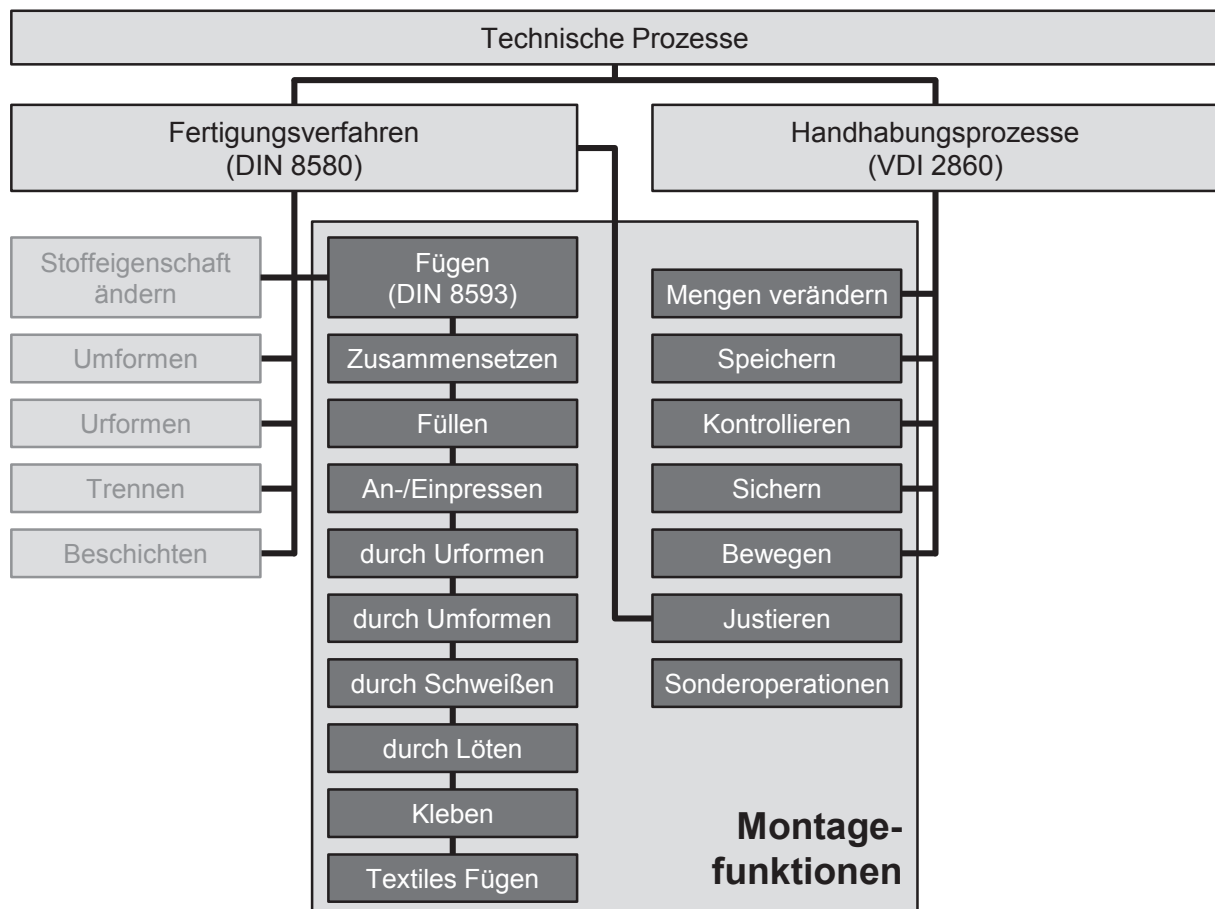 Technische Prozesse
Fertigungsverfahren
(DIN 8580)
Handhabungsprozesse
(VDI 2860)
Stoffeigenschaft
ändern
Umformen
Urformen
Trennen
Beschichten
Fügen
(DIN 8593)
Zusammensetzen
Füllen
An-/Einpressen
durch Urformen
durch Umformen
durch Schweißen
durch Löten
Kleben
Textiles Fügen
Mengen verändern
Speichern
Kontrollieren
Sichern
Bewegen
Justieren
Sonderoperationen
Montage-
funktionen